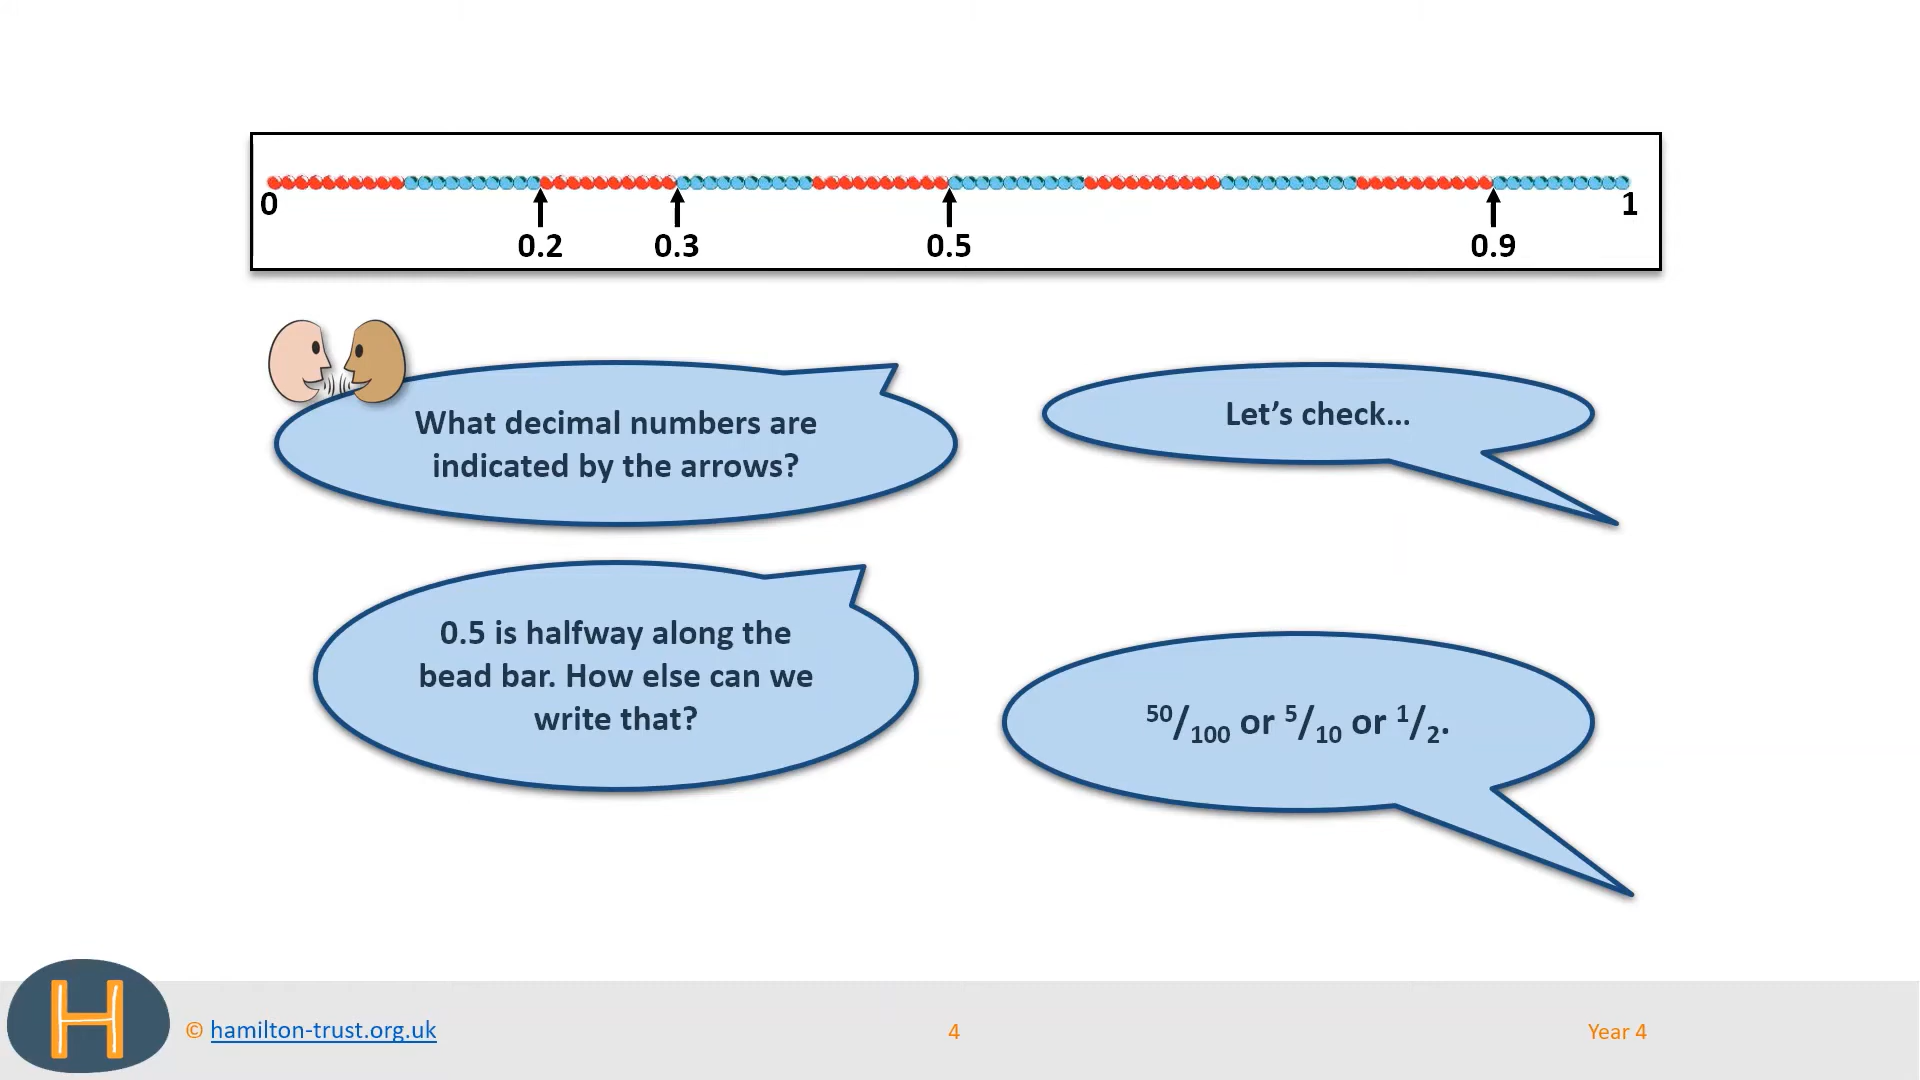 0 1
0.2 0.3 0.5 0.9
What decimal numbers are
indicated by the arrows?
Let’s check...
0.5 is halfway along the
bead bar. How else can we
write that?
50/100 or 5/10 or 1/2.
H
© hamilton-trust.org.uk
4
Year 4